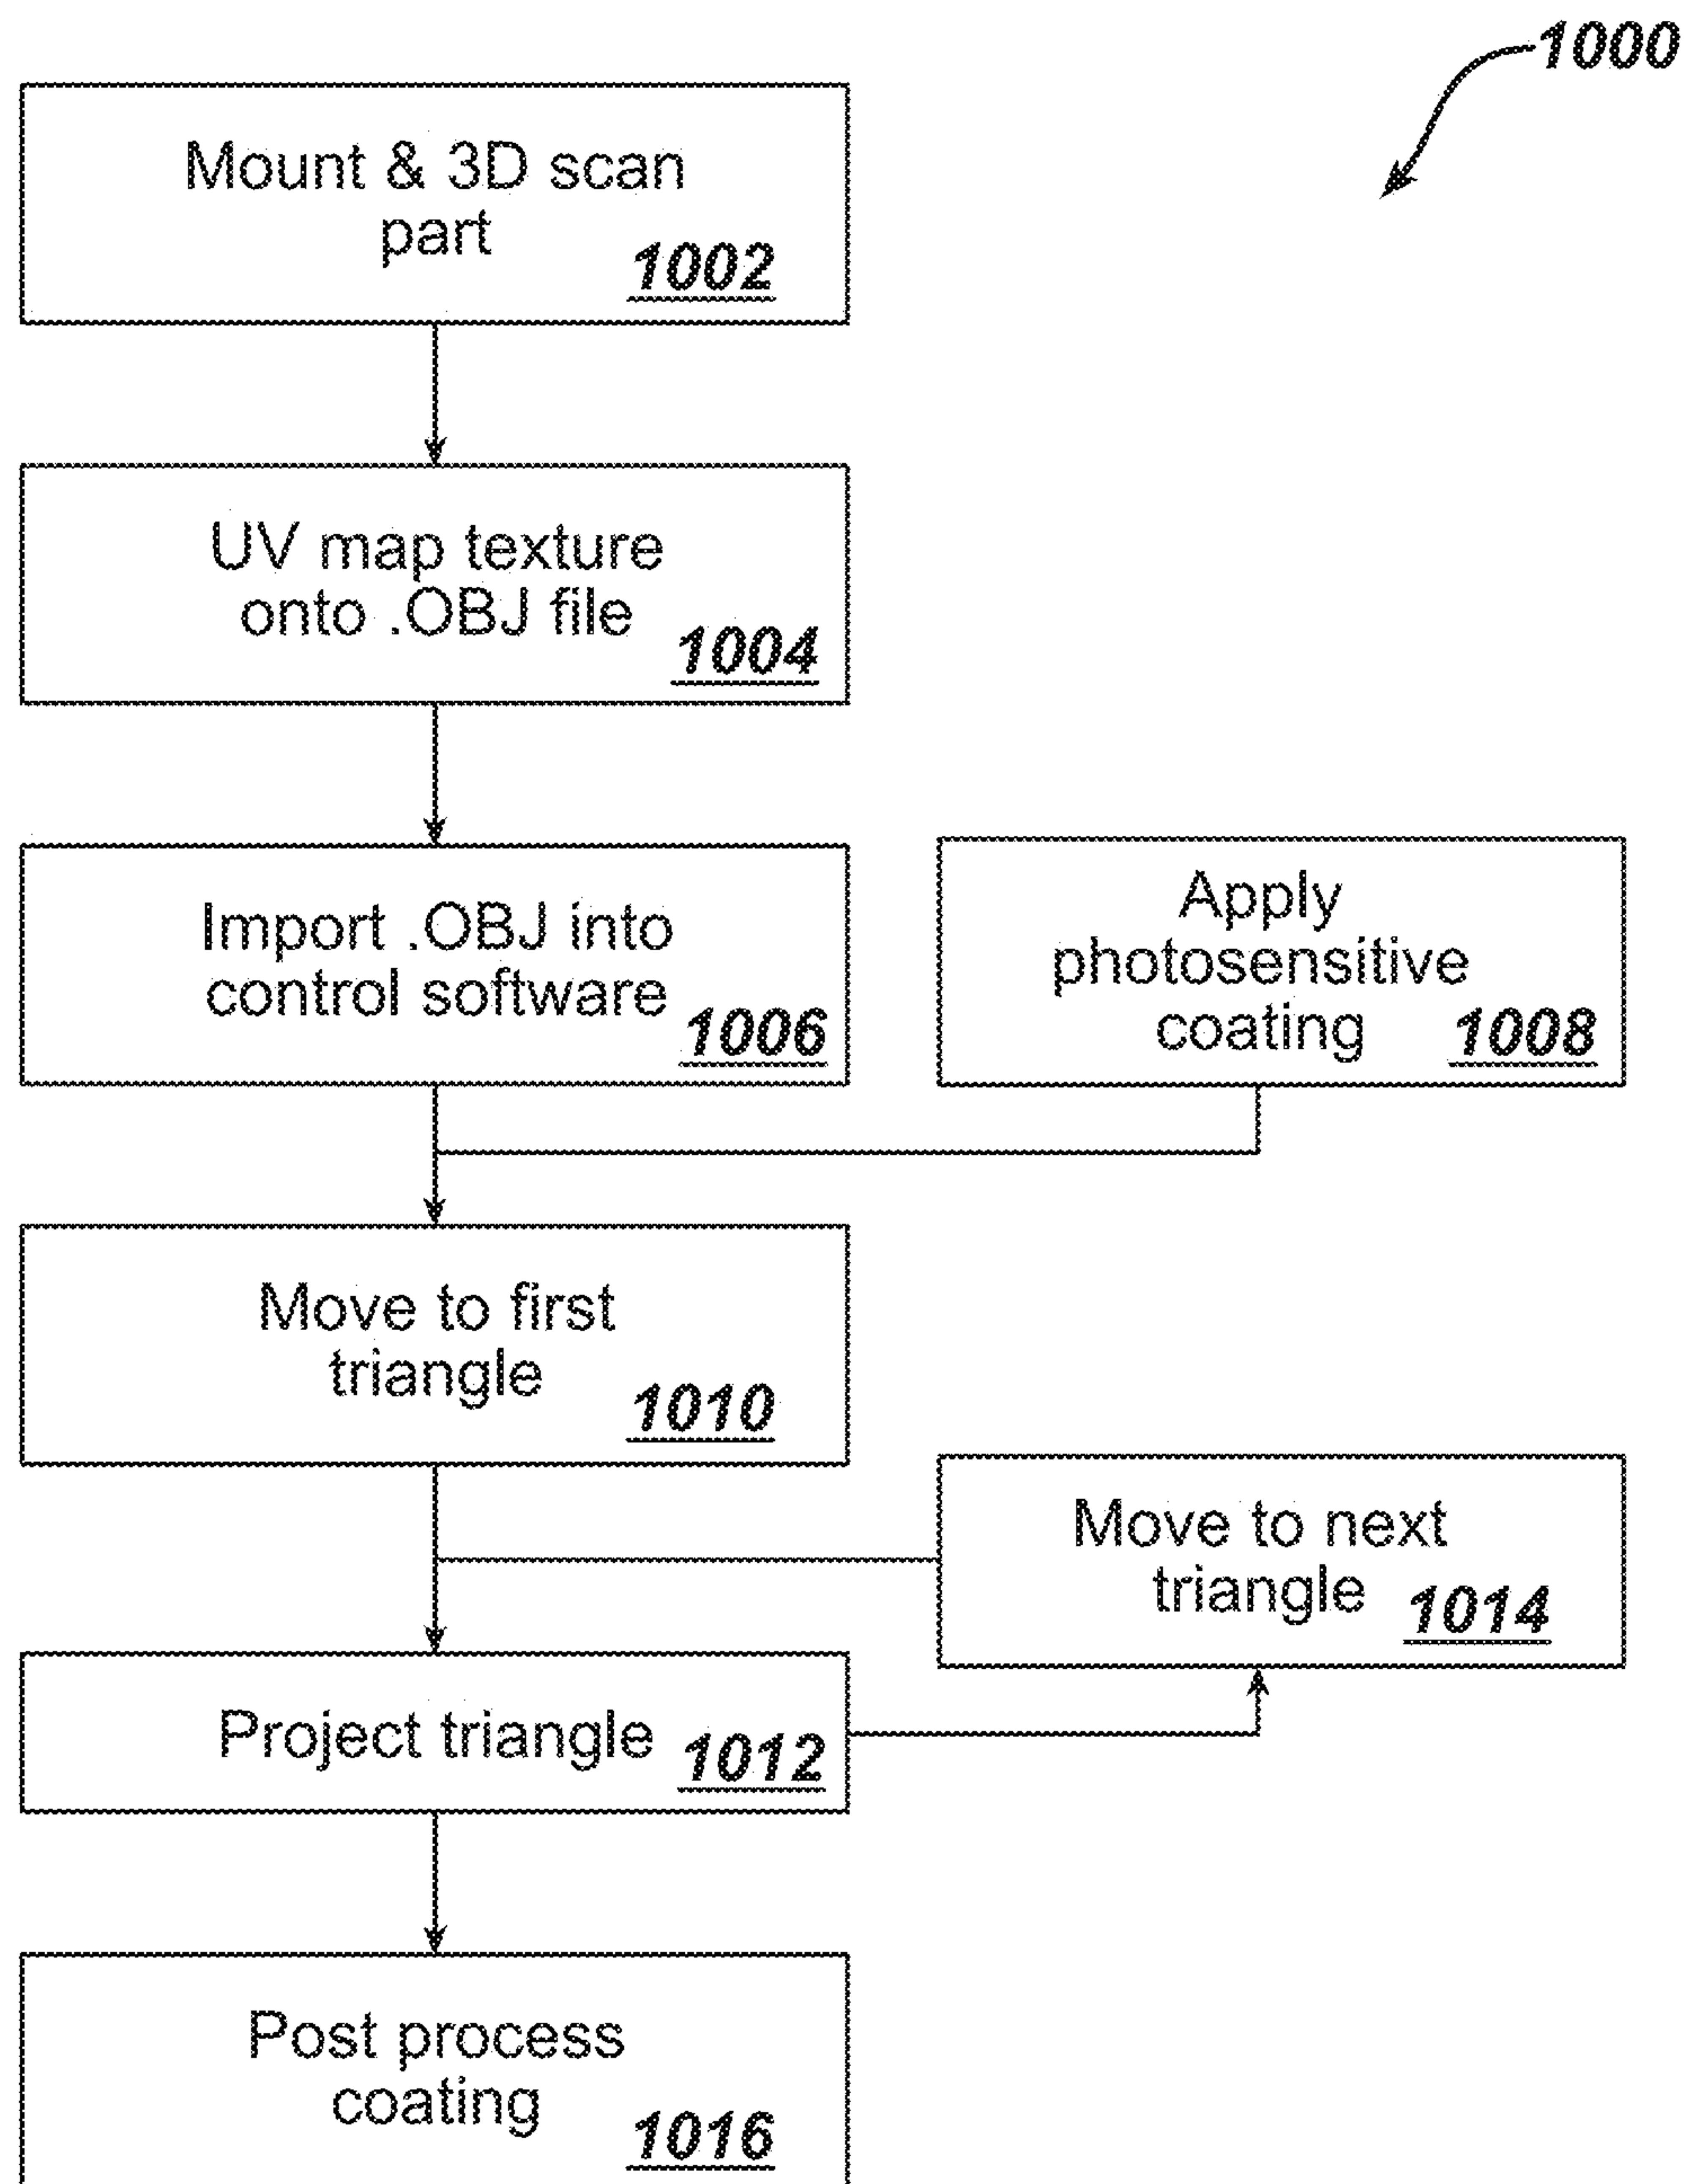 1000
Mount & 3D scan
part
1002
UV map texture
onto .OBJ file
1004
Import .OBJ into
control software
1006
Apply
photosensitive
coating
1008
Move to first
triangle
1010
Move to next
triangle
1014
Project triangle
1012
Post process
coating
1016